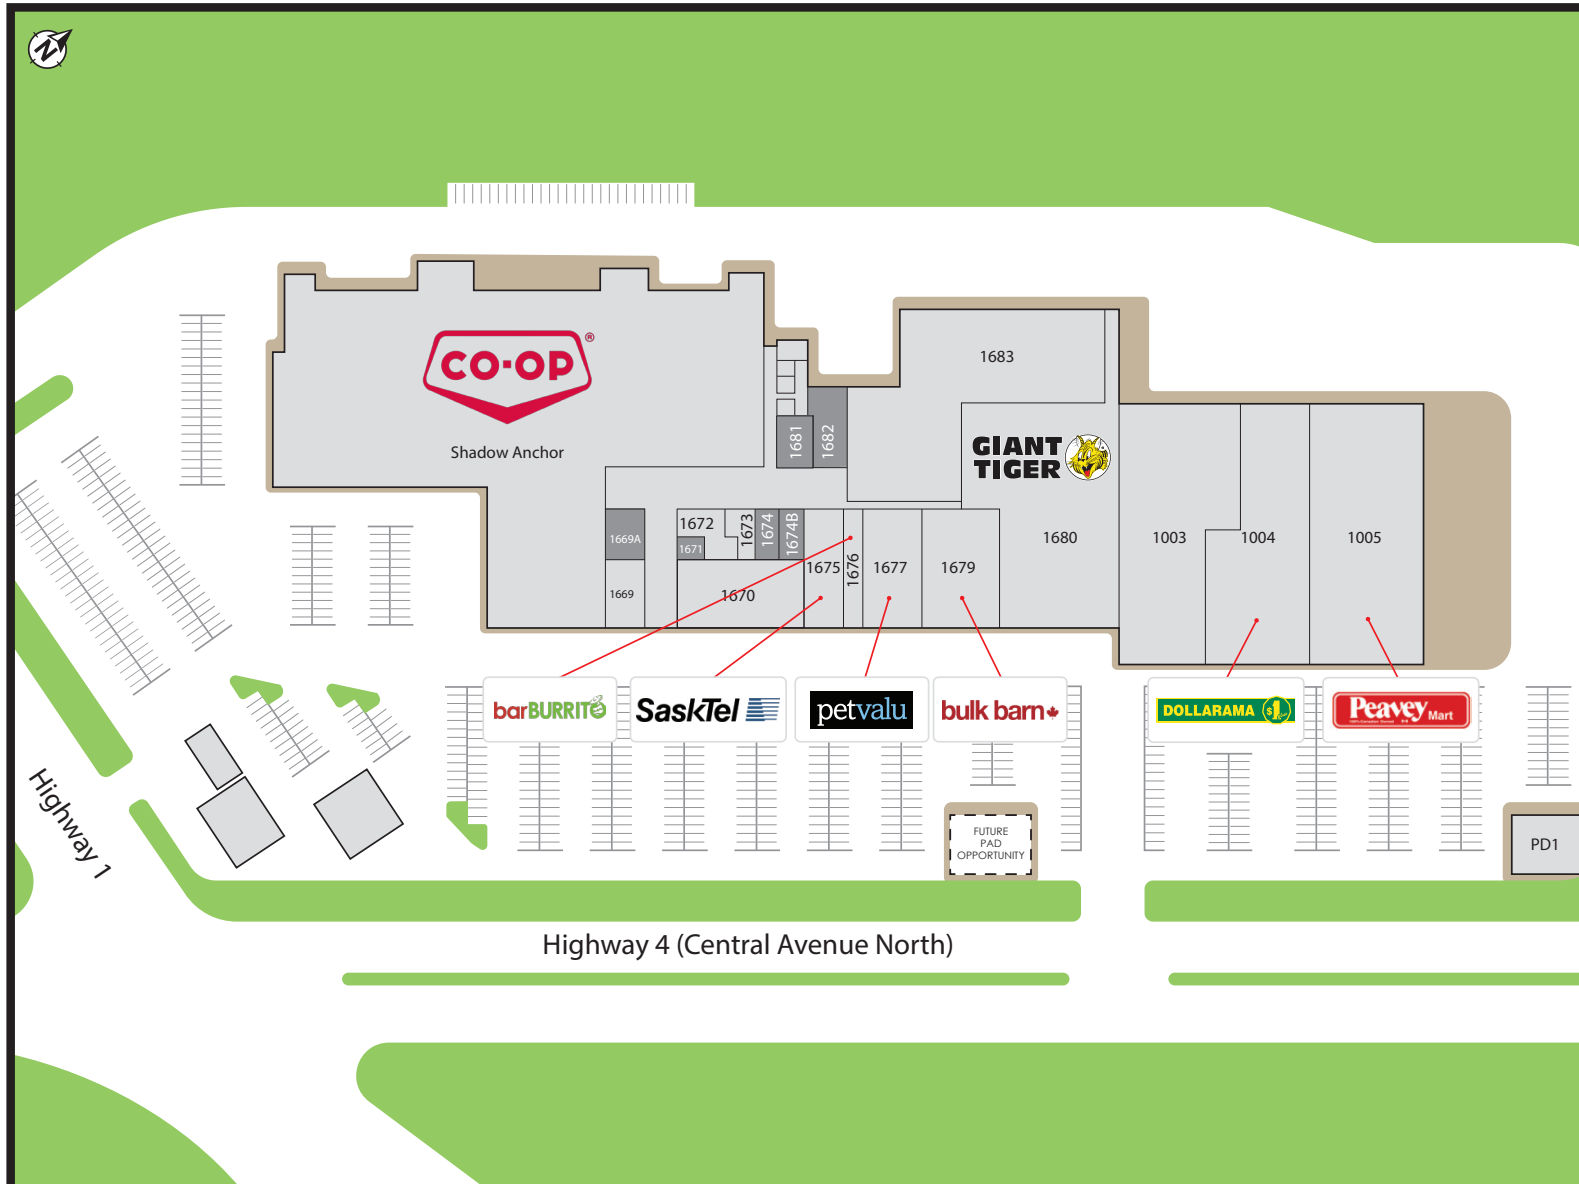 N
1683
CO-OP®
Shadow Anchor
1681
1682
GIANT
TIGER
1669A
1672
1671
1673
1674
1674B
1675
1676
1677
1679
1680
1003
1004
1005
1669
1670
barBURRITO
SaskTel
petvalu
bulk barn
DOLLARAMA $1
Peavey
Mart
FUTURE
PAD
OPPORTUNITY
PD1
Highway 1
Highway 4 (Central Avenue North)